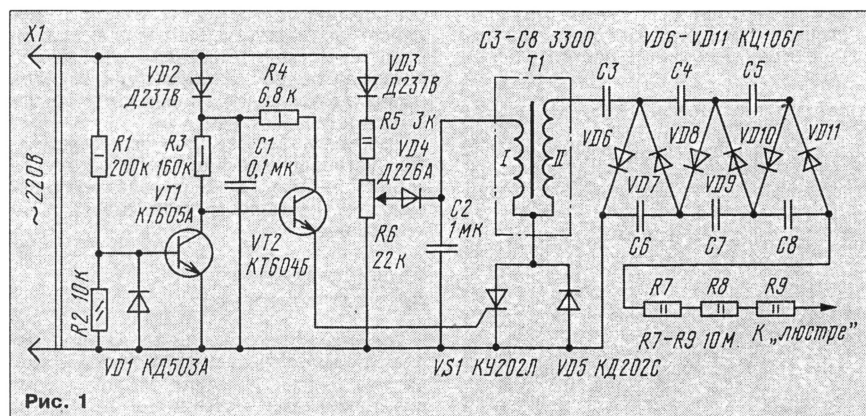 X1
~220В
VD2
Д237В
R4
6,8 к
VD3
Д237В
C3-C8 3300
VD6-VD11 КЦ106Г
T1
C3
C4
C5
R1
200к
R3
160к
C1
0,1 мк
R5 3к
VD4
Д226А
I
II
VD6
VD8
VD10
VD11
VT1
КТ605А
VD7
VD9
C2
1 мк
VT2
КТ604Б
R6
22 к
C6
C7
C8
R2 10 к
R7
R8
R9
R7-R9 10 М
К „люстре"
VD1 КД503А
VS1 КУ202Л
VD5 КД202С
Рис. 1